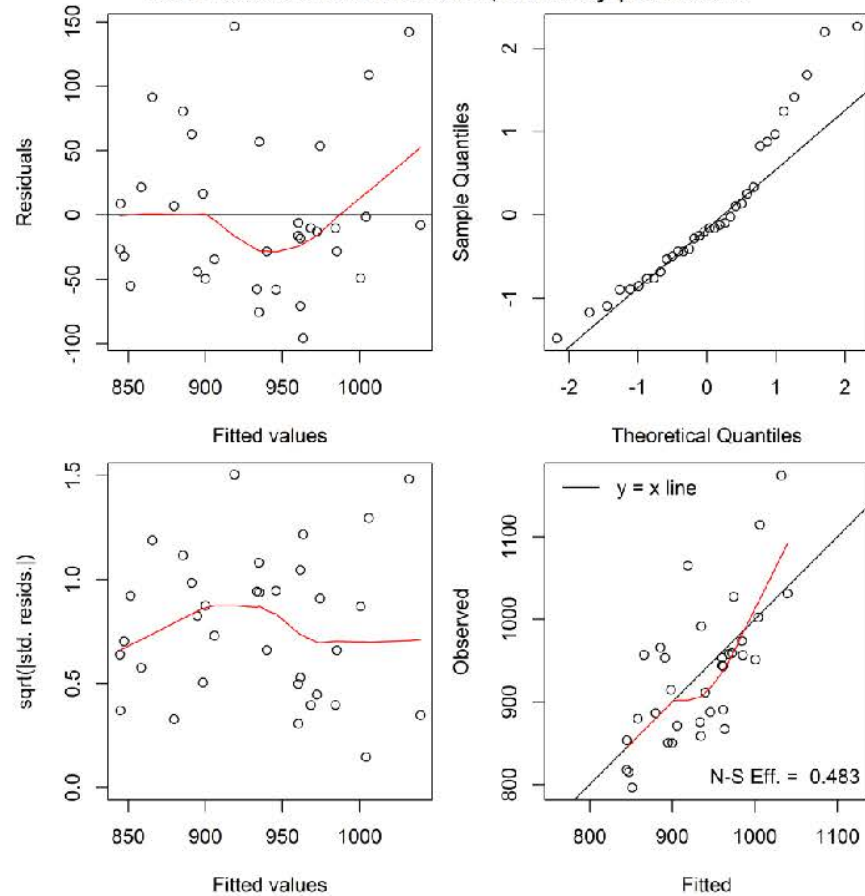 Residuals
150
100
50
0
-50
-100
850 900 950 1000
Fitted values
Sample Quantiles
2
1
0
-1
-2 -1 0 1 2
Theoretical Quantiles
sqrt(|std. resids.|)
1.5
1.0
0.5
0.0
850 900 950 1000
Fitted values
Observed
1100
1000
900
800
y = x line
N-S Eff. = 0.483
800 900 1000 1100
Fitted